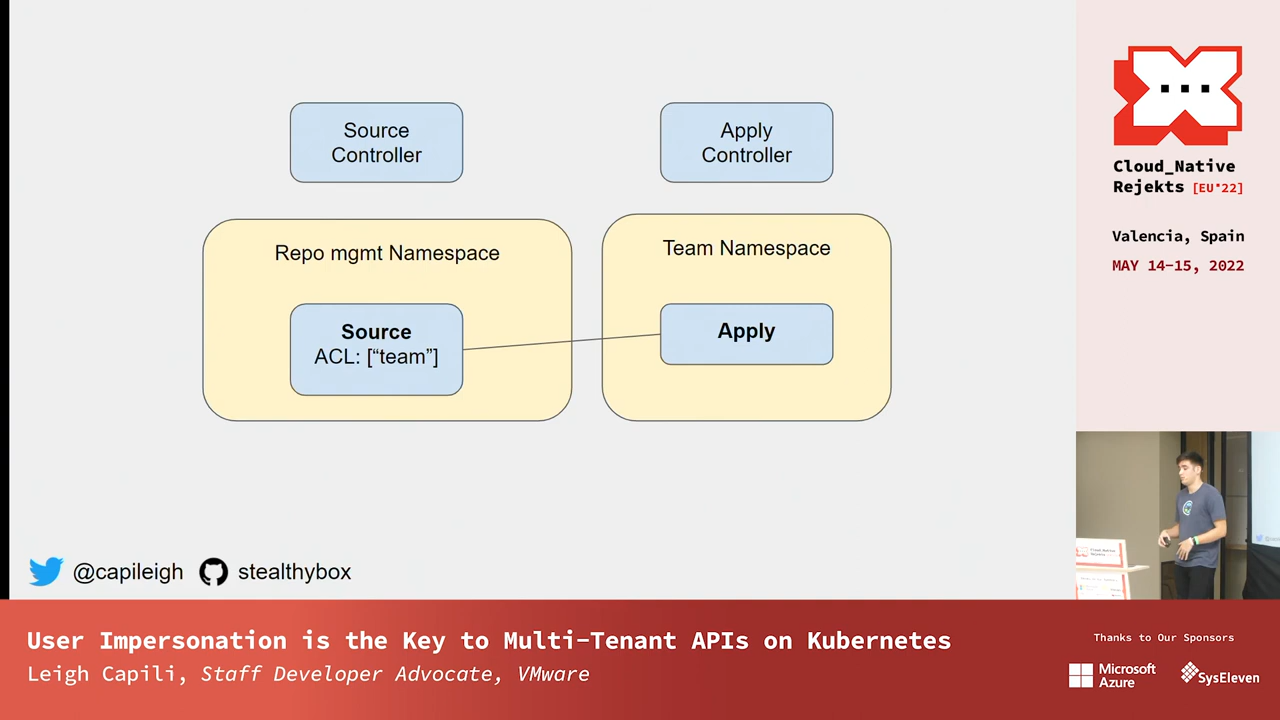 Source
Controller
Apply
Controller
Repo mgmt Namespace
Team Namespace
Source
ACL: [“team”]
Apply
@capileigh
stealthybox
Cloud_Native
Rejekts [EU*22]
Valencia, Spain
MAY 14-15, 2022
User Impersonation is the Key to Multi-Tenant APIs on Kubernetes
Leigh Capili, Staff Developer Advocate, VMware
Thanks to Our Sponsors
Microsoft
Azure
SysEleven